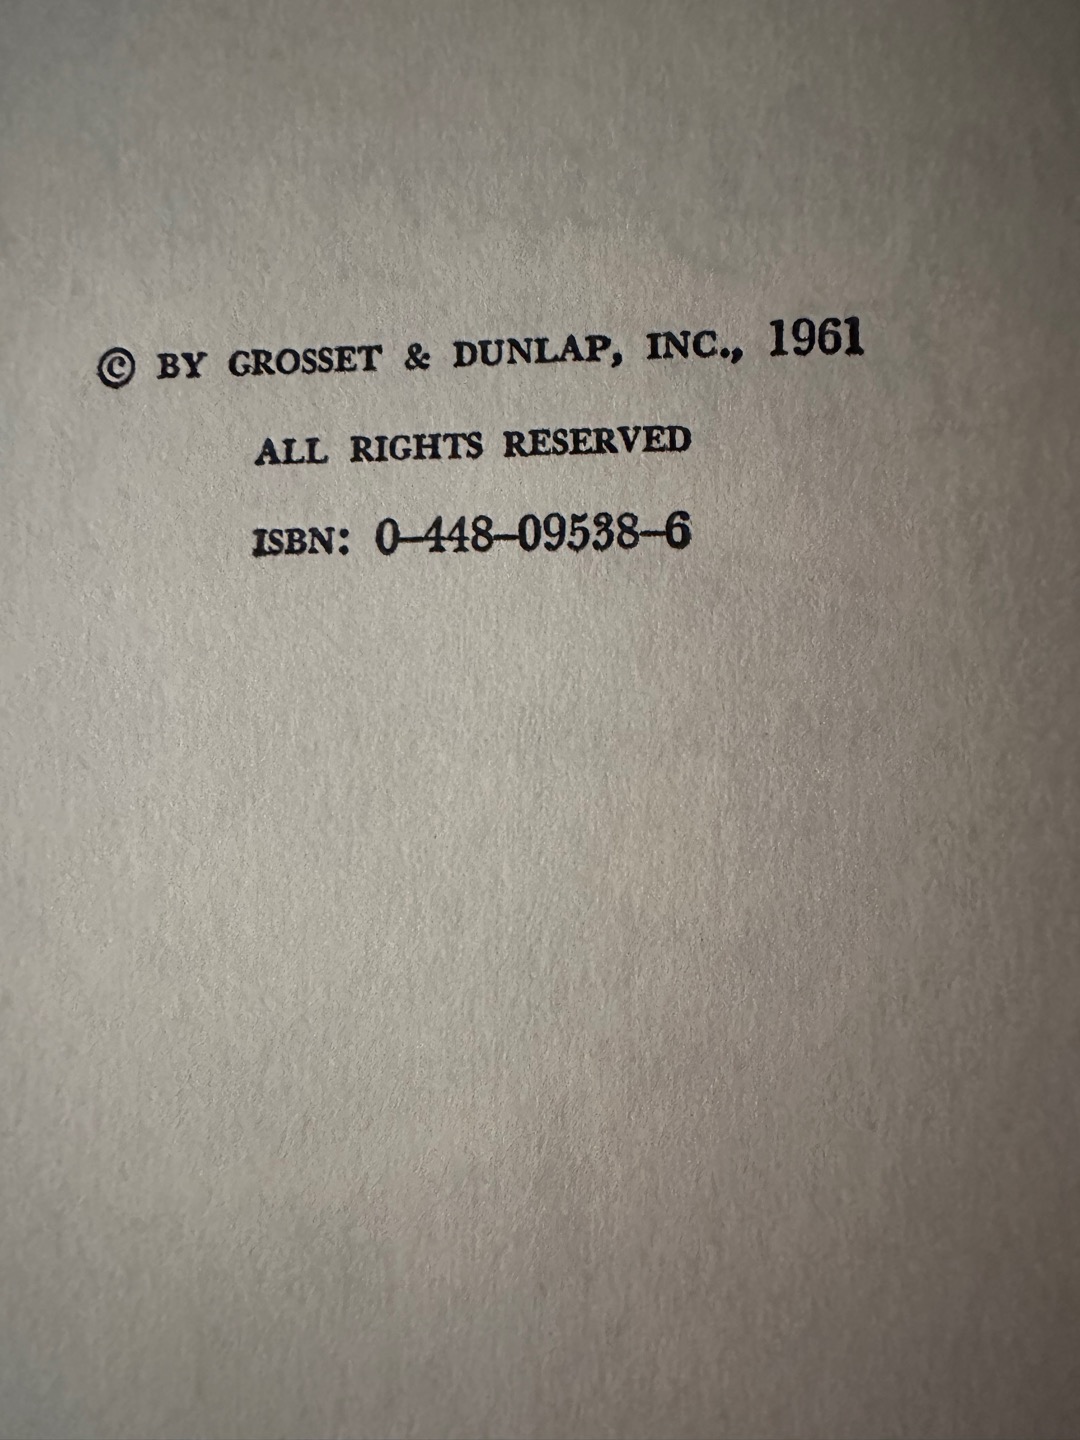 © BY GROSSET & DUNLAP, INC., 1961
ALL RIGHTS RESERVED
ISBN: 0-448-09538-6